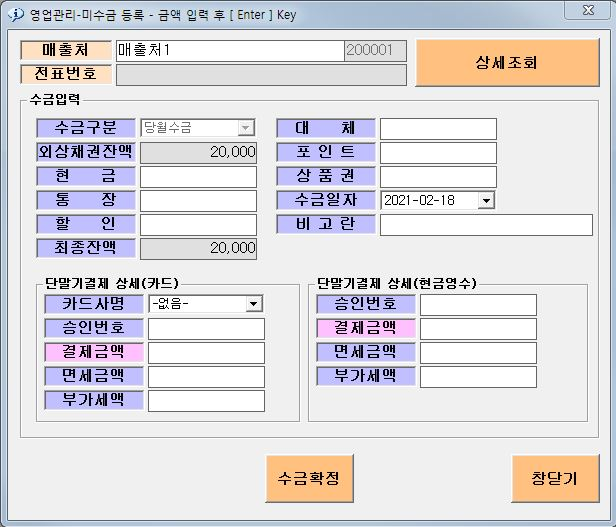 영업관리-미수금 등록 - 금액 입력 후 [ Enter ] Key
매출처 매출처1 200001
상세조회
전표번호
수금입력
수금구분 당월수금 대 체
외상채권잔액 20,000 포 인 트
현 금 상 품 권
통 장 수금일자 2021-02-18
할 인 비 고 란
최종잔액 20,000
단말기결제 상세(카드) 단말기결제 상세(현금영수)
카드사명 -없음- 승인번호
승인번호 결제금액
결제금액 면세금액
면세금액 부가세액
부가세액
수금확정 창닫기